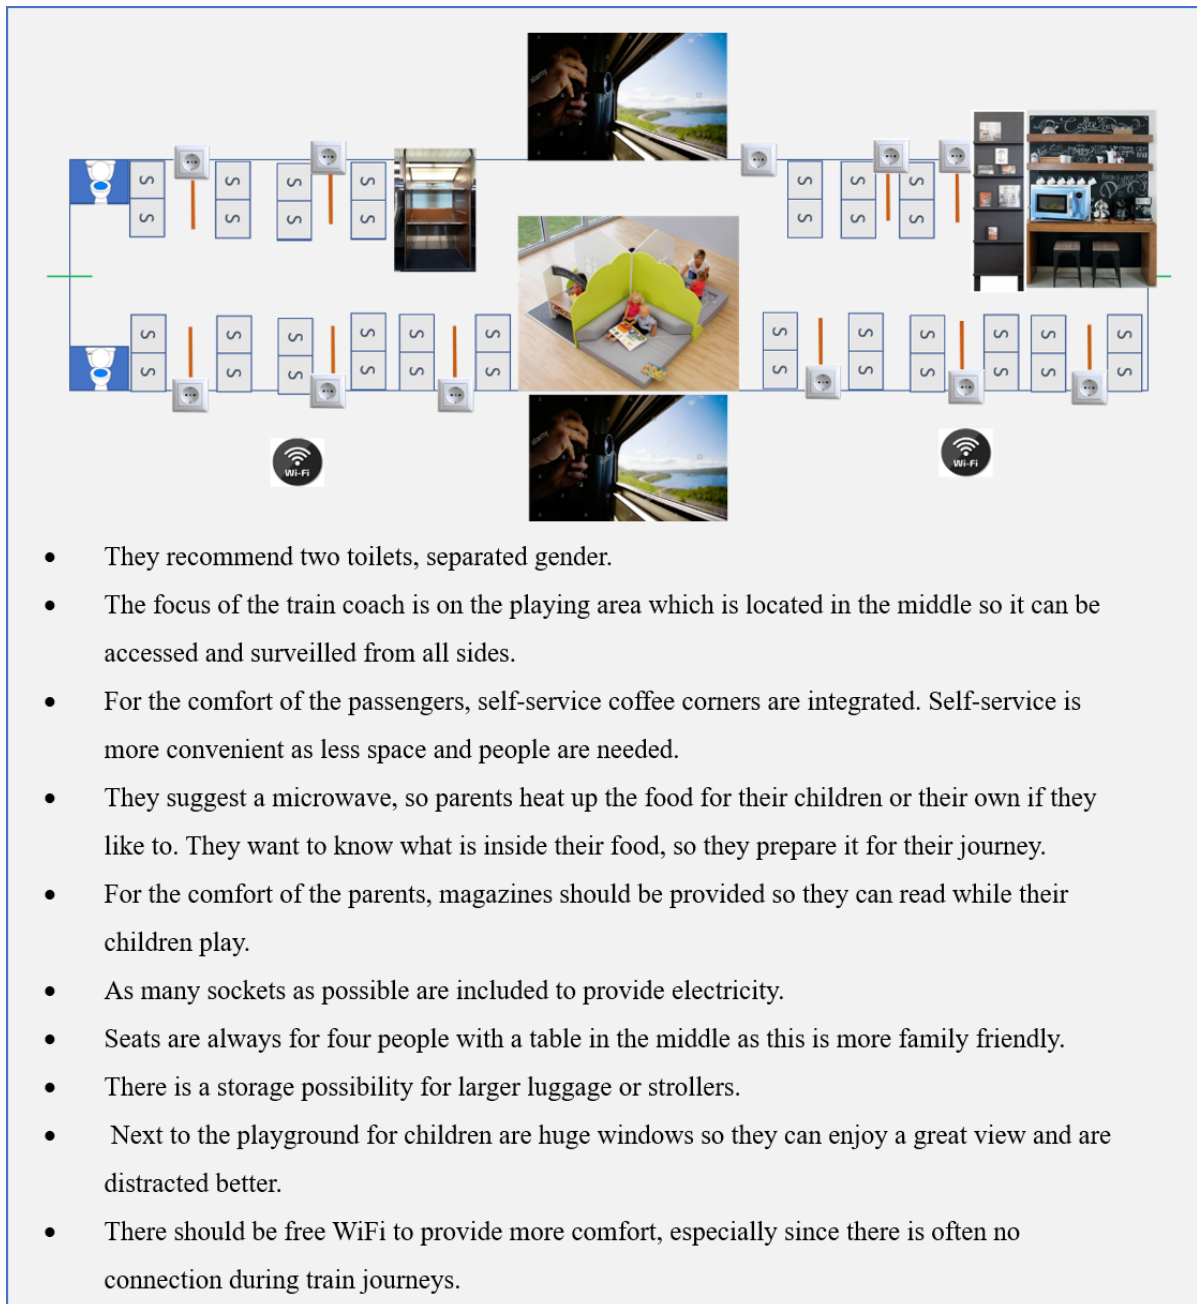 alamy
Coffee
S S S S S S S
S S S S S S S
S S S S S S S S S S S S
S S S S S S S S S S S S
Wi-Fi
Wi-Fi
alamy
• They recommend two toilets, separated gender.
• The focus of the train coach is on the playing area which is located in the middle so it can be
accessed and surveilled from all sides.
• For the comfort of the passengers, self-service coffee corners are integrated. Self-service is
more convenient as less space and people are needed.
• They suggest a microwave, so parents heat up the food for their children or their own if they
like to. They want to know what is inside their food, so they prepare it for their journey.
• For the comfort of the parents, magazines should be provided so they can read while their
children play.
• As many sockets as possible are included to provide electricity.
• Seats are always for four people with a table in the middle as this is more family friendly.
• There is a storage possibility for larger luggage or strollers.
• Next to the playground for children are huge windows so they can enjoy a great view and are
distracted better.
• There should be free WiFi to provide more comfort, especially since there is often no
connection during train journeys.